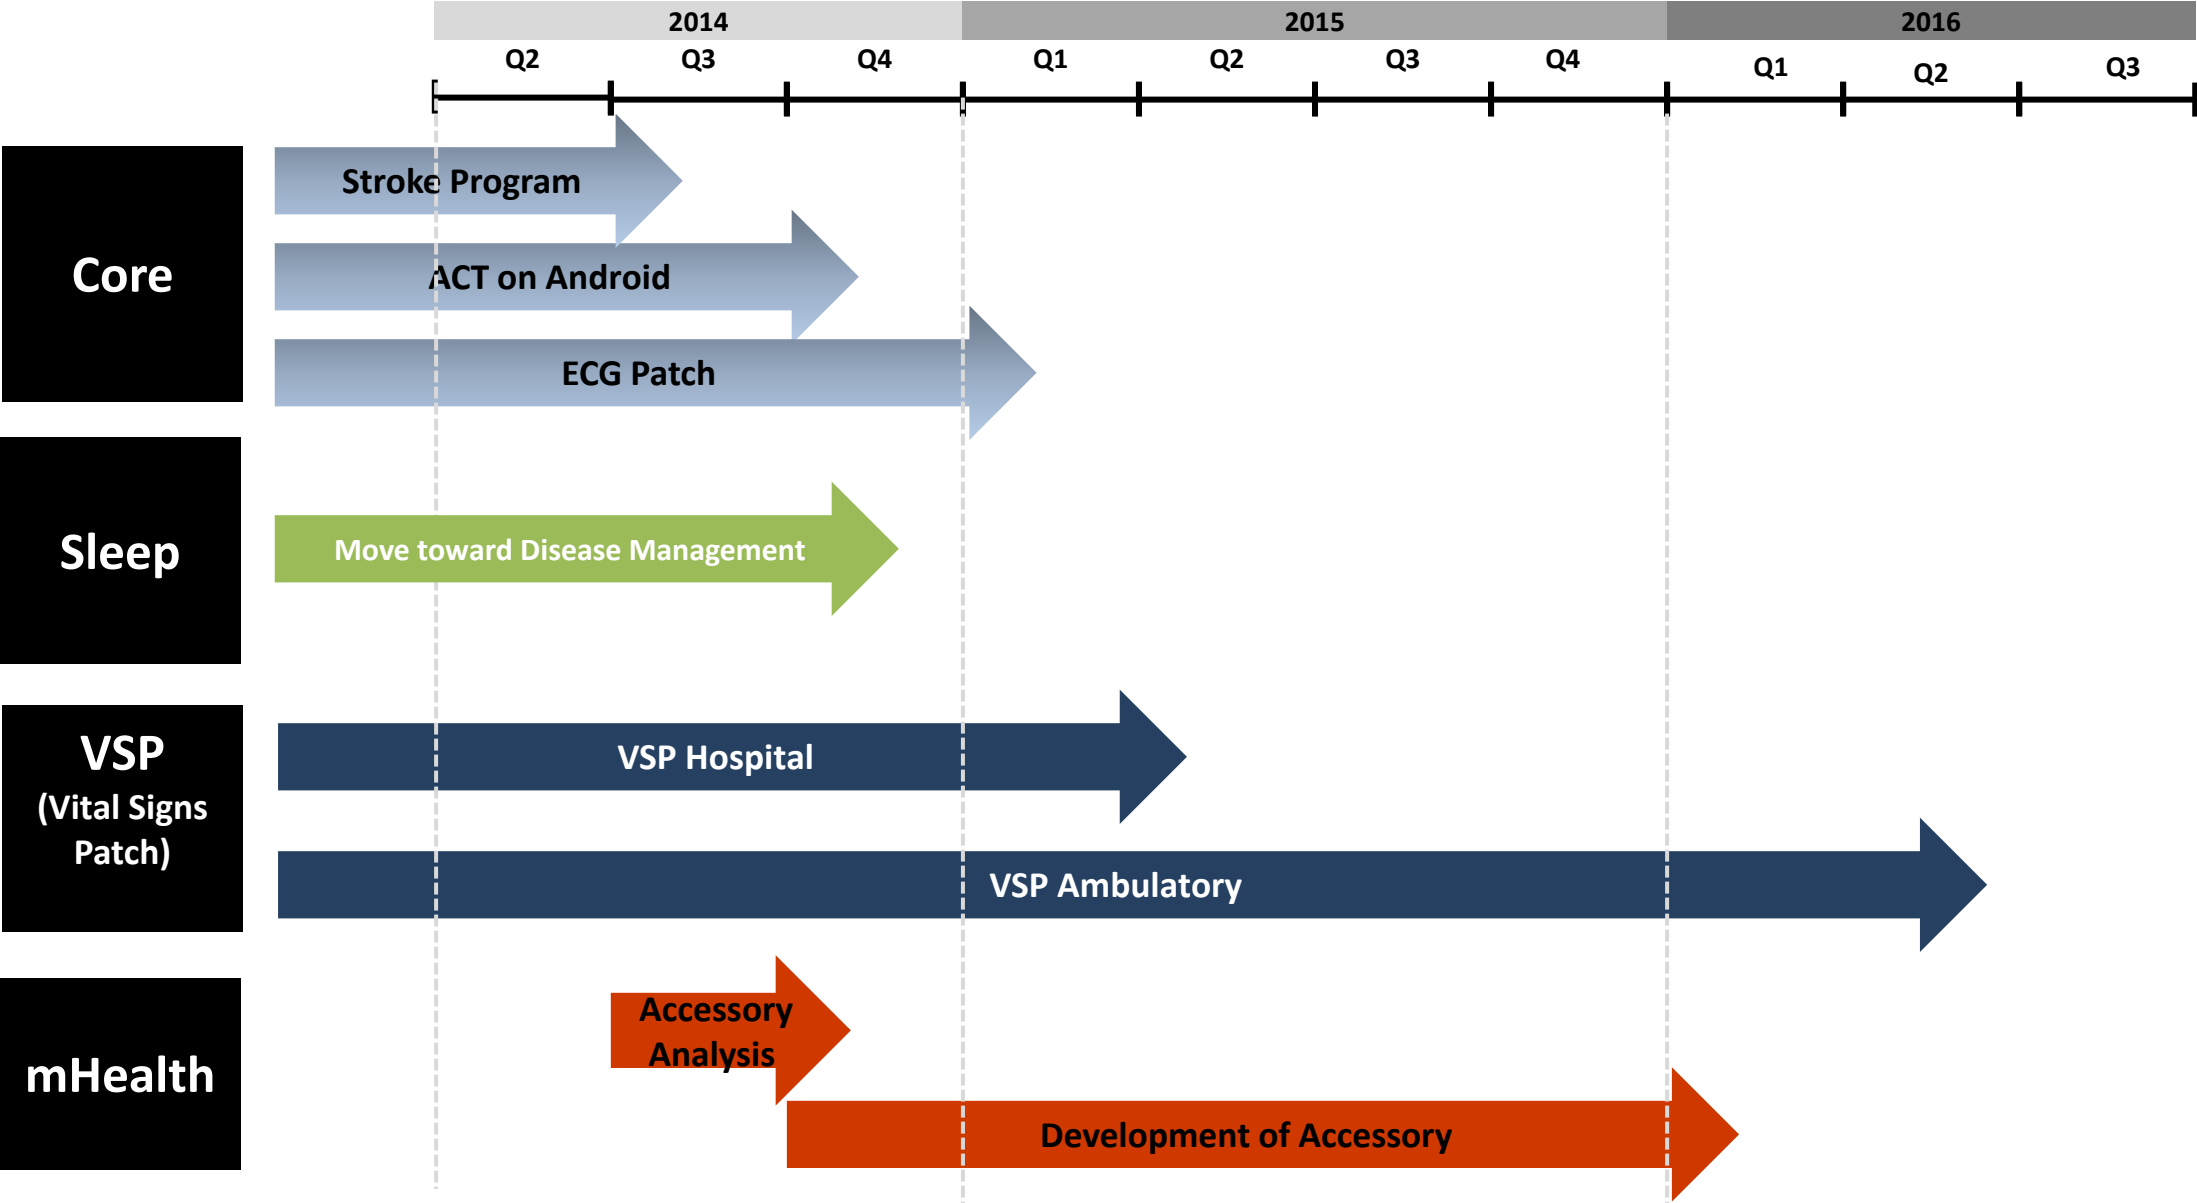 2014
2015
2016
Q2
Q3
Q4
Q1
Q2
Q3
Q4
Q1
Q2
Q3
Core
Stroke Program
ACT on Android
ECG Patch
Sleep
Move toward Disease Management
VSP
(Vital Signs
Patch)
VSP Hospital
VSP Ambulatory
mHealth
Accessory
Analysis
Development of Accessory